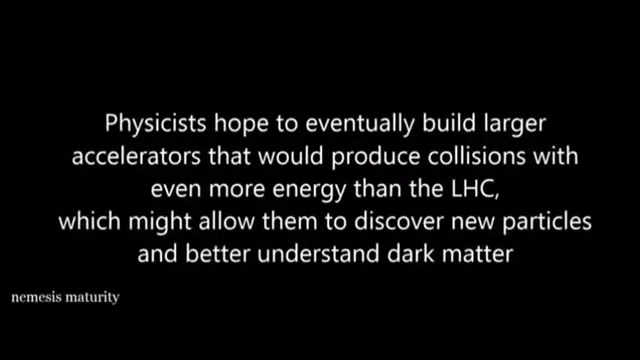 Physicists hope to eventually build larger
accelerators that would produce collisions with
even more energy than the LHC,
which might allow them to discover new particles
and better understand dark matter
nemesis maturity